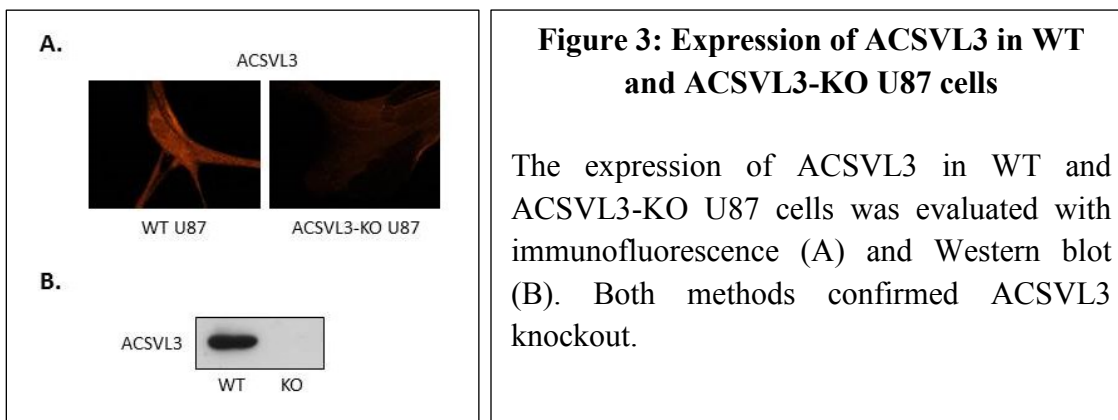 A.
ACSVL3
WT U87 ACSVL3-KO U87
B.
ACSVL3
WT KO
Figure 3: Expression of ACSVL3 in WT
and ACSVL3-KO U87 cells
The expression of ACSVL3 in WT and
ACSVL3-KO U87 cells was evaluated with
immunofluorescence (A) and Western blot
(B). Both methods confirmed ACSVL3
knockout.